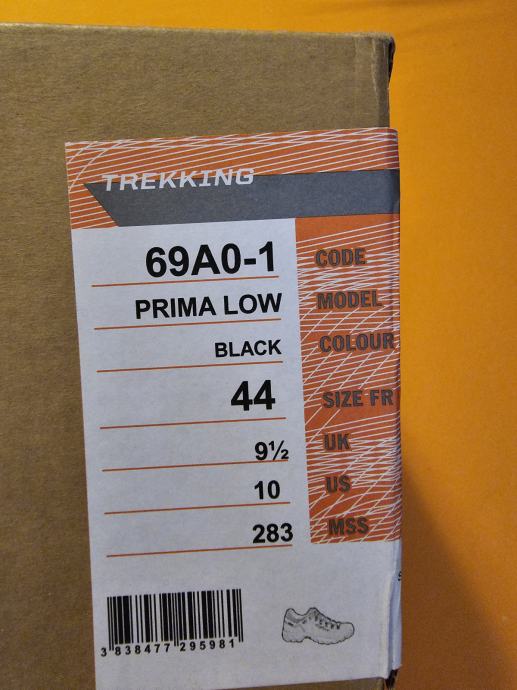 TREKKING
69A0-1 CODE
PRIMA LOW MODEL
BLACK COLOUR
44 SIZE FR
9½ UK
10 US
283 MSS
3 838477 295981